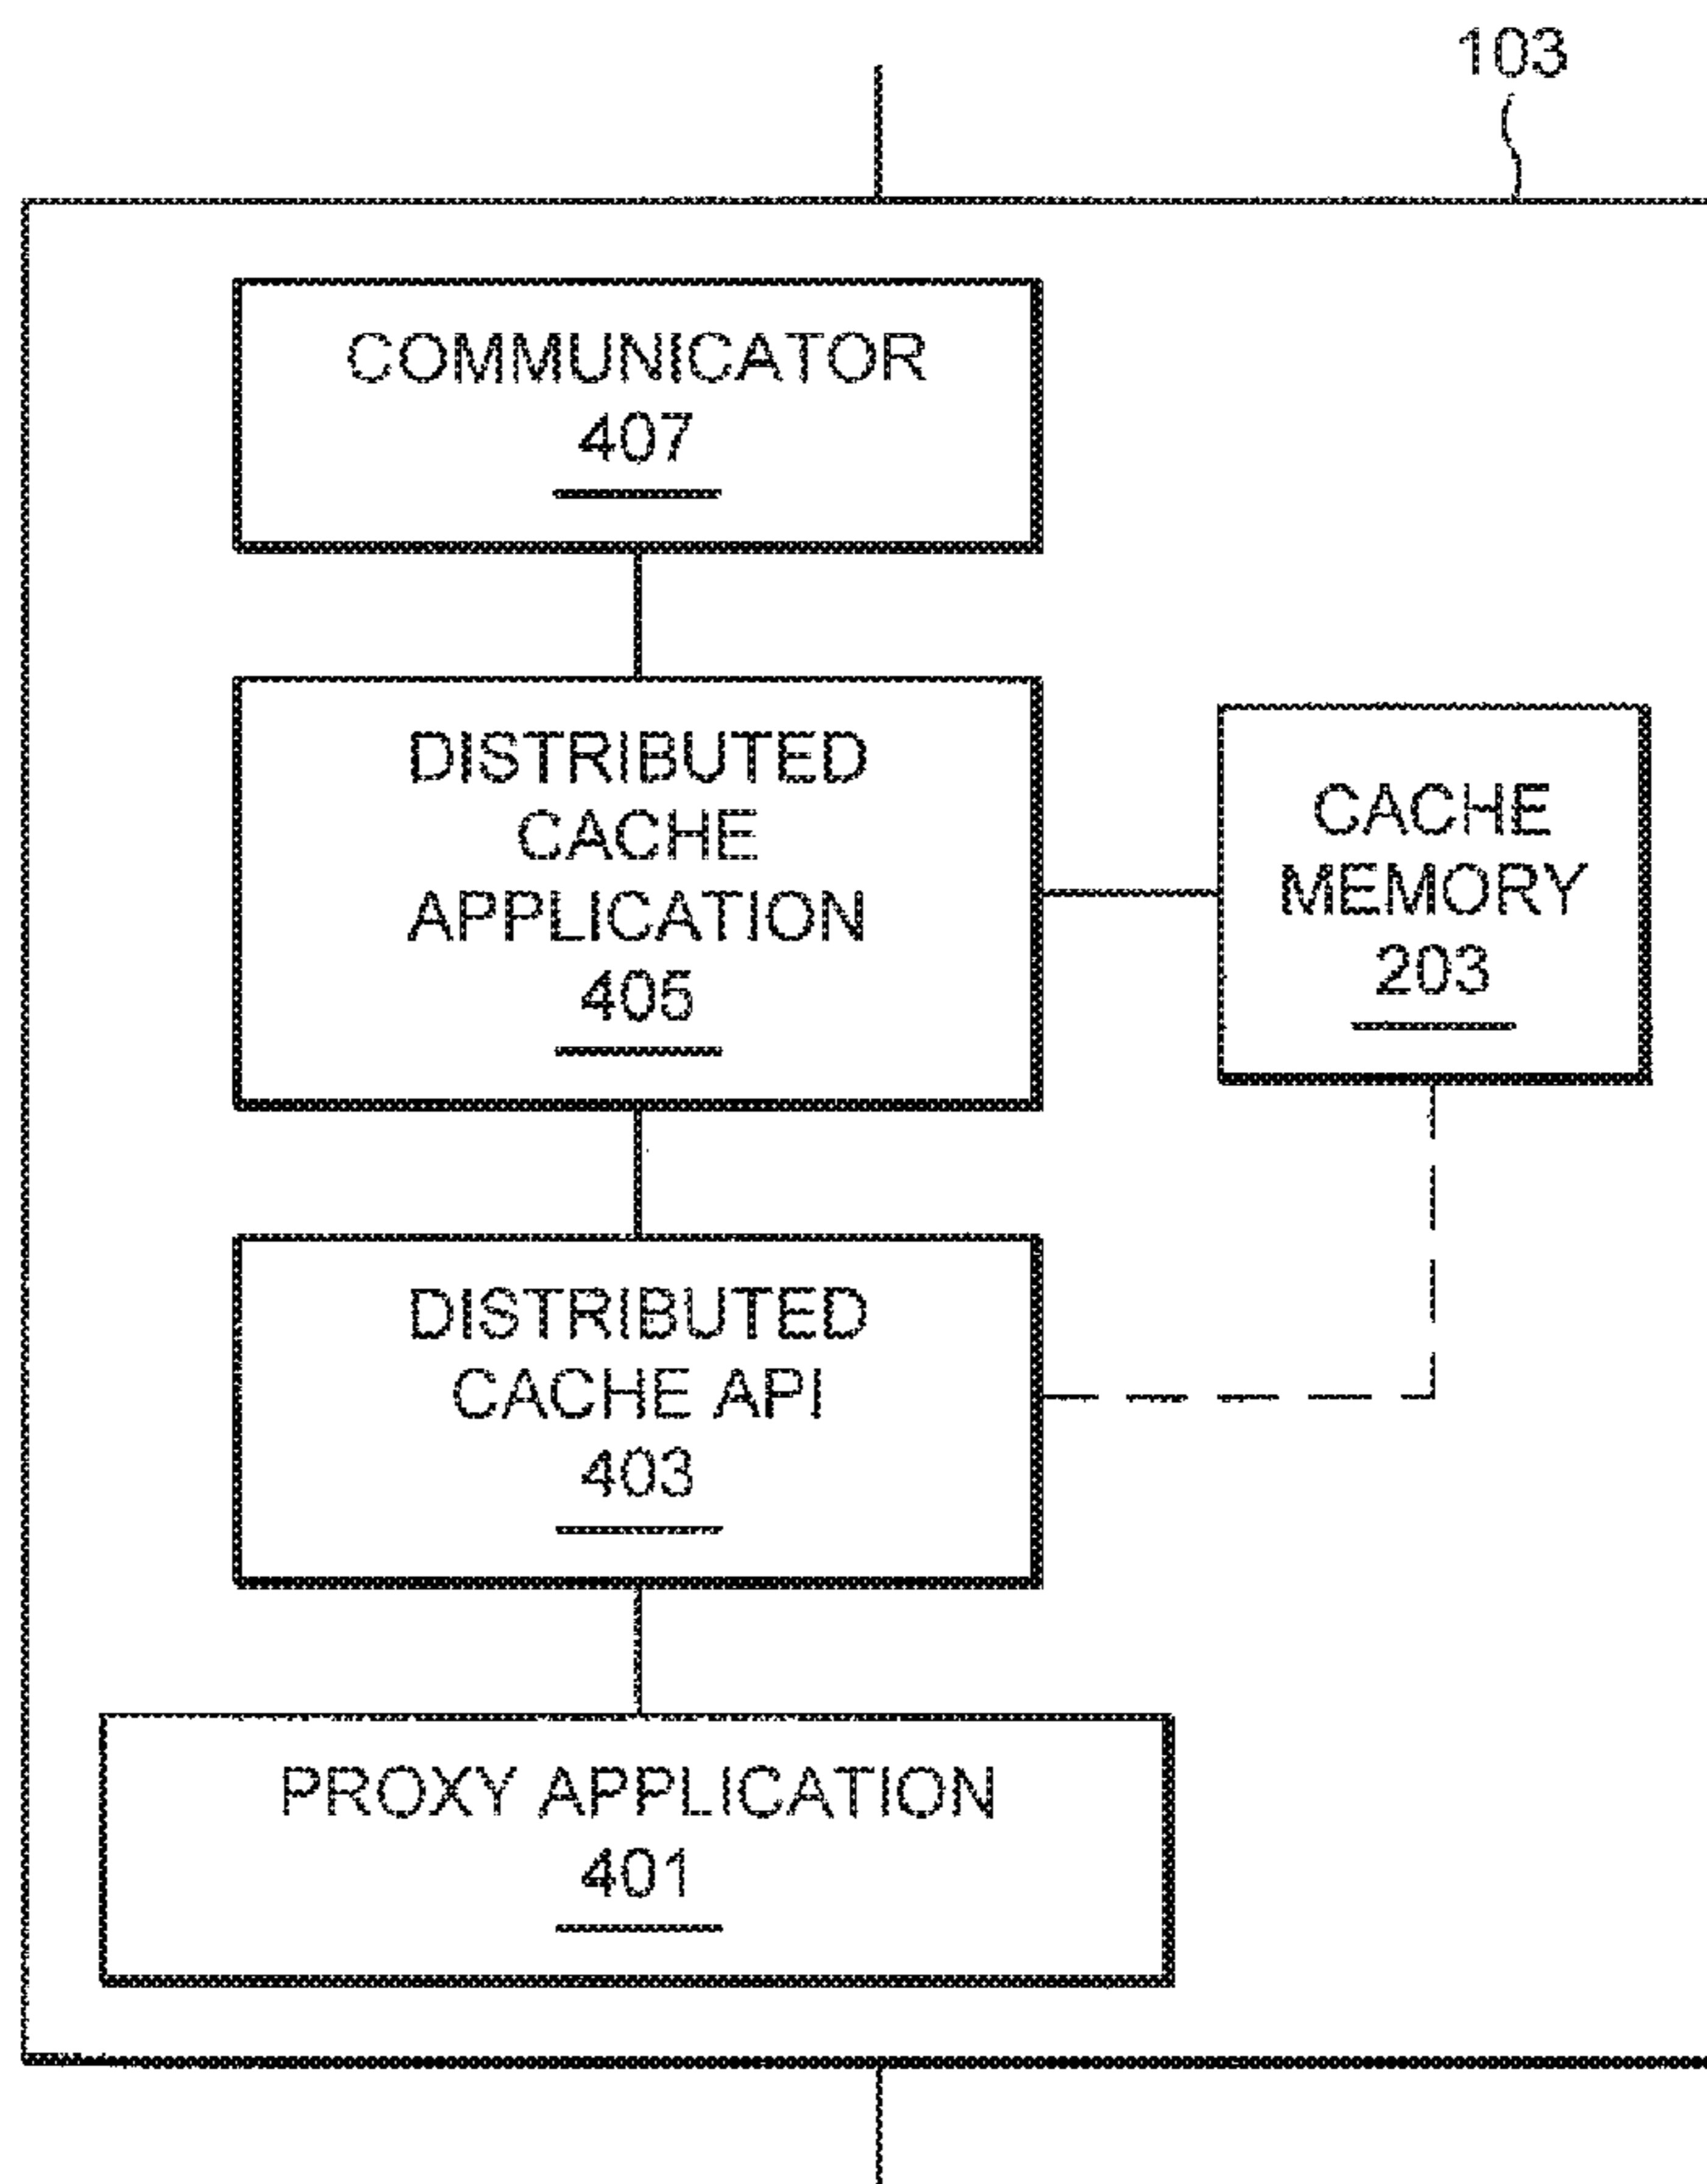 103
COMMUNICATOR
407
DISTRIBUTED
CACHE
APPLICATION
405
CACHE
MEMORY
203
DISTRIBUTED
CACHE API
403
PROXY APPLICATION
401